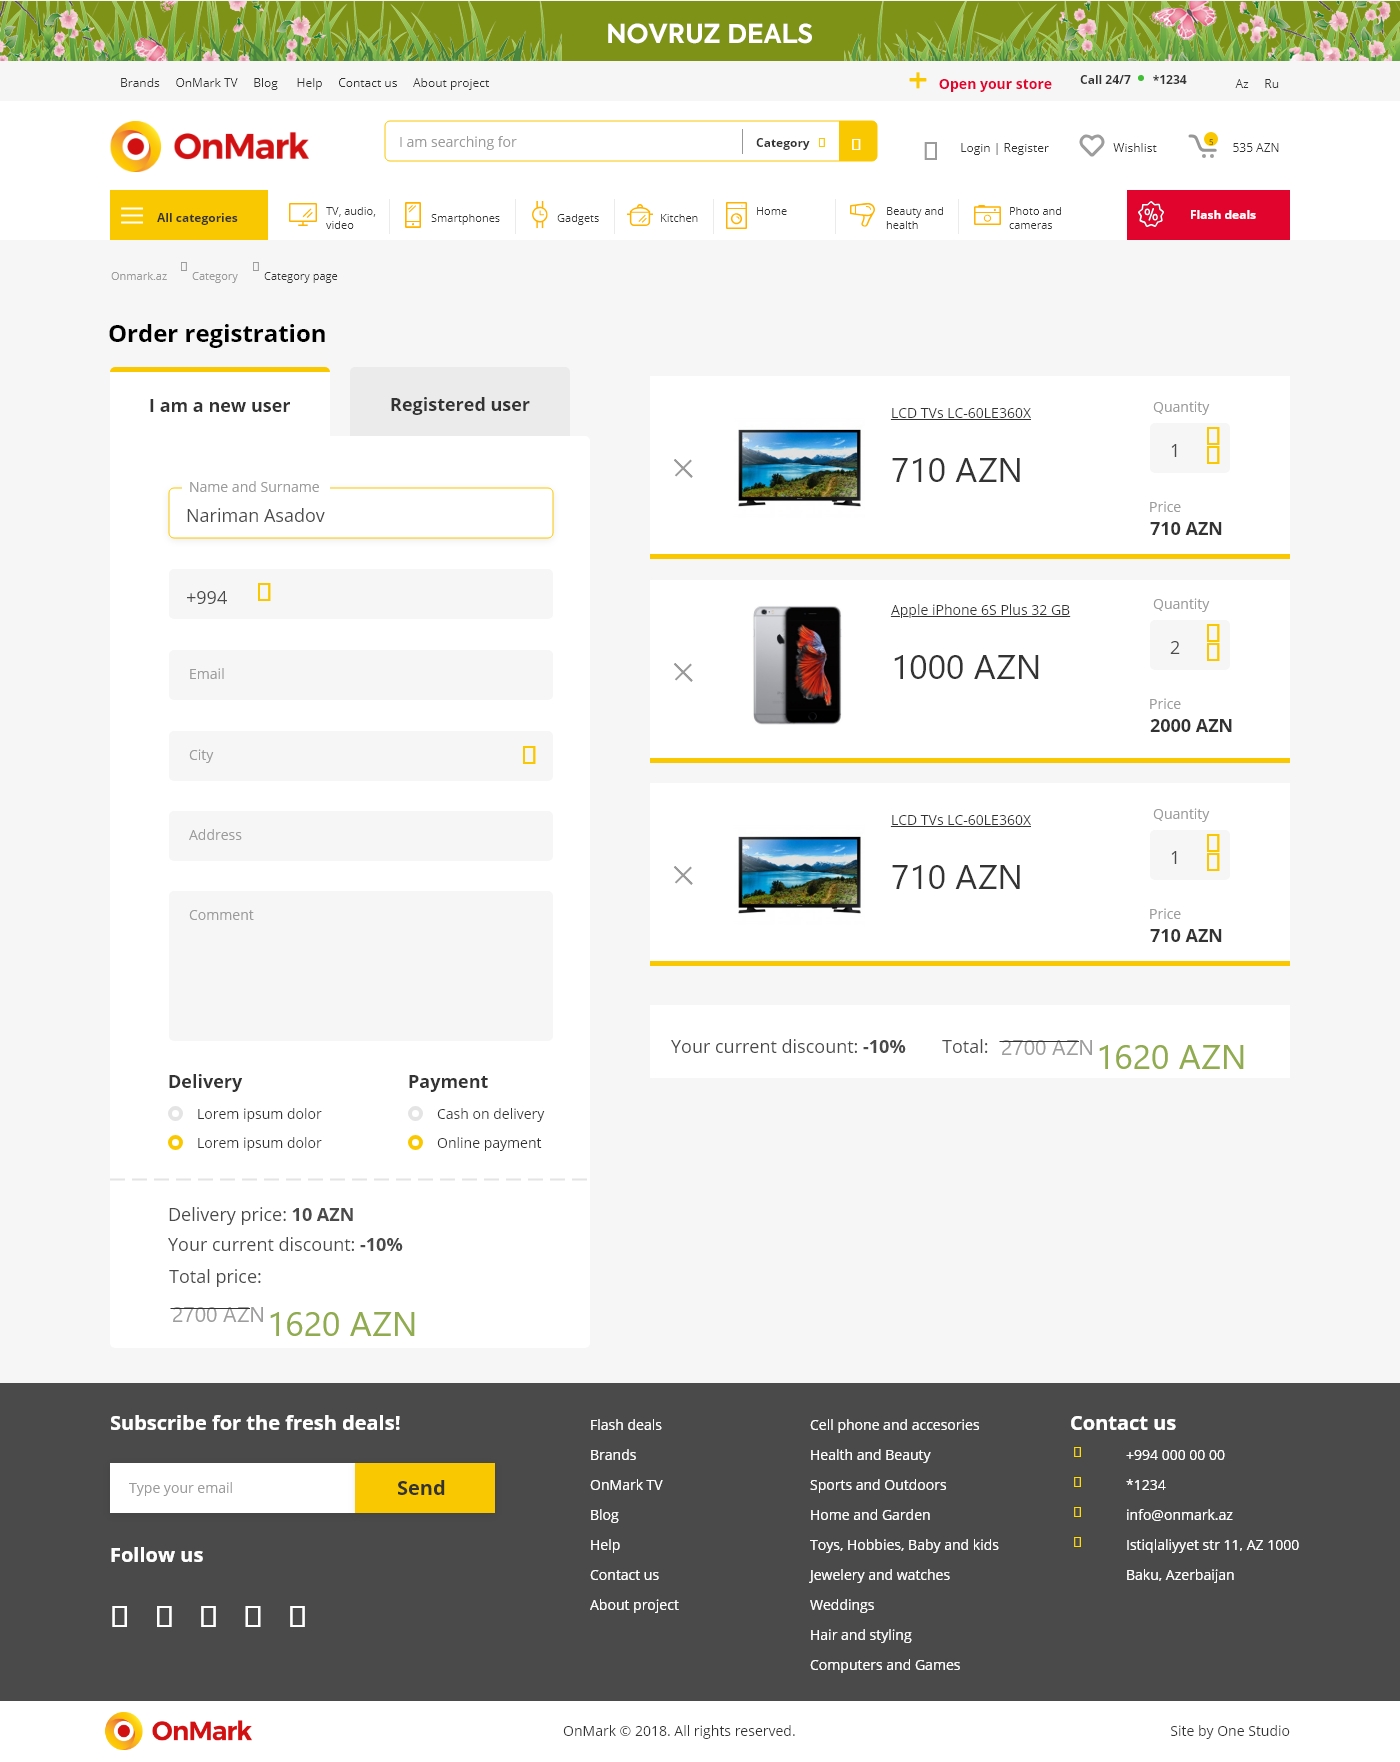 NOVRUZ DEALS
Brands OnMark TV Blog Help Contact us About project
Open your store
Call 24/7 *1234
Az Ru
OnMark
I am searching for
Category
Login | Register
Wishlist
5
535 AZN
All categories
TV, audio,
video
Smartphones
Gadgets
Kitchen
Home
Beauty and
health
Photo and
cameras
Flash deals
Onmark.az Category Category page
Order registration
I am a new user
Registered user
Name and Surname
Nariman Asadov
+994
Email
City
Address
Comment
Delivery
Lorem ipsum dolor
Lorem ipsum dolor
Payment
Cash on delivery
Online payment
Delivery price: 10 AZN
Your current discount: -10%
Total price:
2700 AZN 1620 AZN
LCD TVs LC-60LE360X
710 AZN
Quantity
1
Price
710 AZN
Apple iPhone 6S Plus 32 GB
1000 AZN
Quantity
2
Price
2000 AZN
LCD TVs LC-60LE360X
710 AZN
Quantity
1
Price
710 AZN
Your current discount: -10% Total: 2700 AZN 1620 AZN
Subscribe for the fresh deals!
Type your email
Send
Follow us
Flash deals
Brands
OnMark TV
Blog
Help
Contact us
About project
Cell phone and accesories
Health and Beauty
Sports and Outdoors
Home and Garden
Toys, Hobbies, Baby and kids
Jewelery and watches
Weddings
Hair and styling
Computers and Games
Contact us
+994 000 00 00
*1234
info@onmark.az
Istiqlaliyyet str 11, AZ 1000
Baku, Azerbaijan
OnMark
OnMark © 2018. All rights reserved.
Site by One Studio